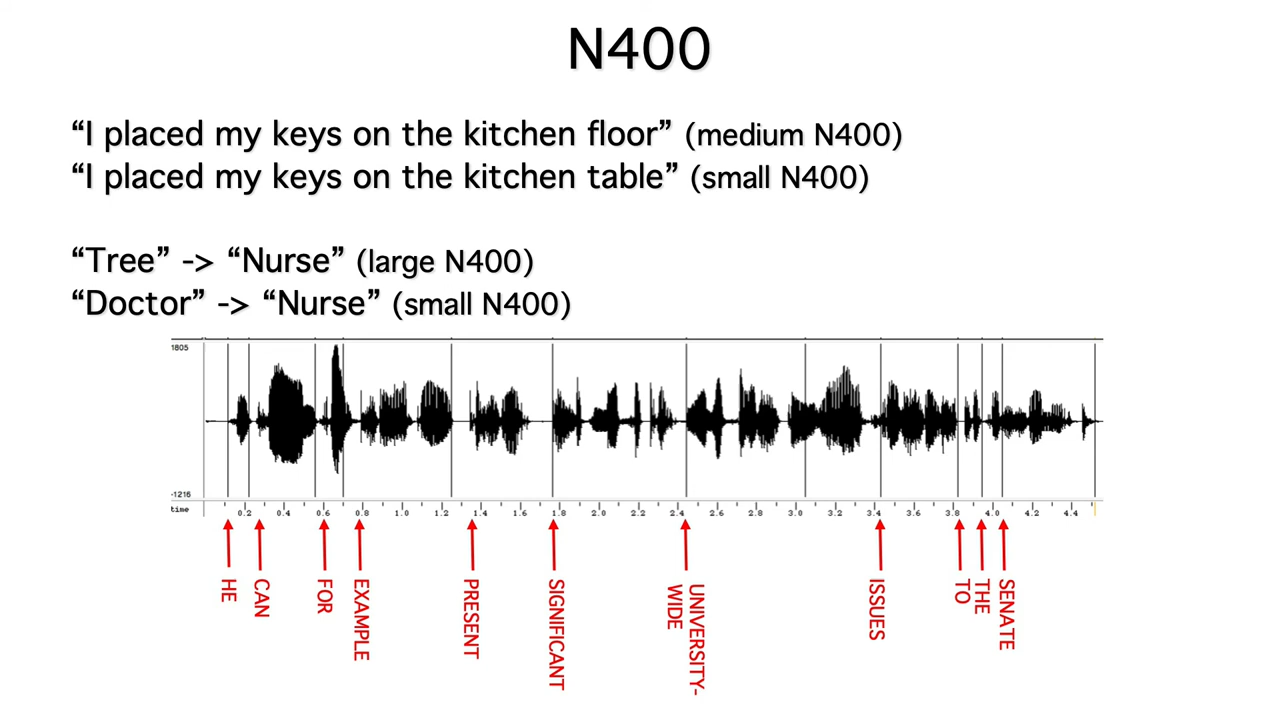 N400
“I placed my keys on the kitchen floor” (medium N400)
“I placed my keys on the kitchen table” (small N400)
“Tree” -> “Nurse” (large N400)
“Doctor” -> “Nurse” (small N400)
1805
-1216
time 0.2 0.4 0.6 0.8 1.0 1.2 1.4 1.6 1.8 2.0 2.2 2.4 2.6 2.8 3.0 3.2 3.4 3.6 3.8 4.0 4.2 4.4
HE
CAN
FOR
EXAMPLE
PRESENT
SIGNIFICANT
UNIVERSITY-
WIDE
ISSUES
TO
THE
SENATE